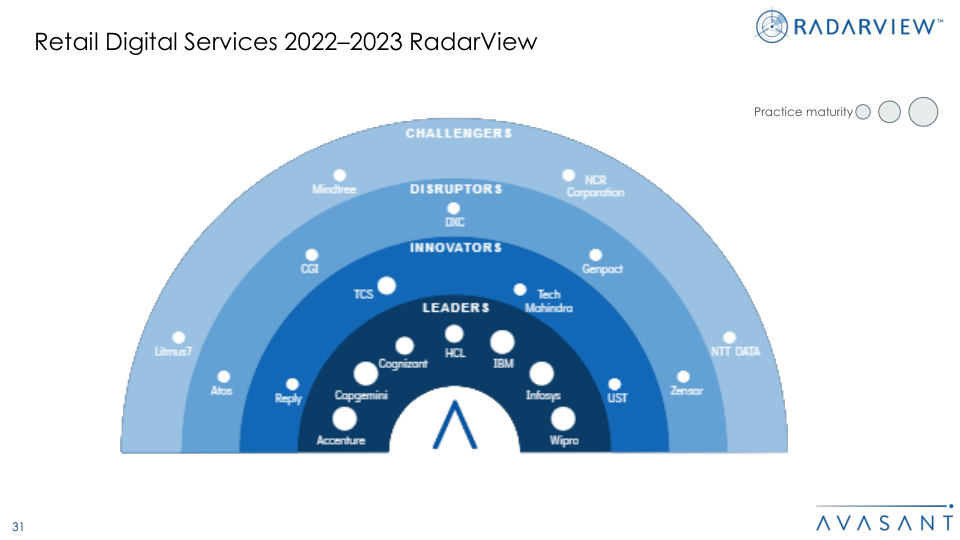 Retail Digital Services 2022–2023 RadarView
RADARVIEW™
Practice maturity
CHALLENGERS
Mindtree
NCR
Corporation
DISRUPTORS
DXC
INNOVATORS
CGI
Genpact
TCS
Tech
Mahindra
LEADERS
Litmus7
NTT DATA
Cognizant
HCL
IBM
Atos
Reply
Capgemini
Infosys
UST
Zensar
Accenture
Wipro
31
AVASANT